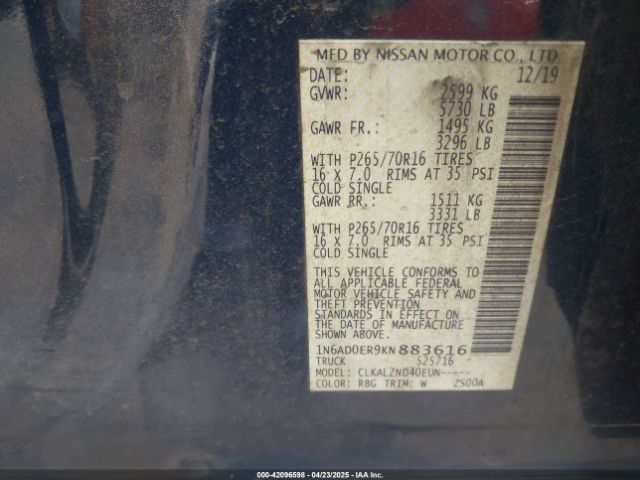 MFD BY NISSAN MOTOR CO., LTD
DATE: 12/19
GVWR: 2599 KG
5730 LB
GAWR FR.: 1495 KG
3296 LB
WITH P265/70R16 TIRES
16 X 7.0 RIMS AT 35 PSI
COLD SINGLE
GAWR RR.: 1511 KG
3331 LB
WITH P265/70R16 TIRES
16 X 7.0 RIMS AT 35 PSI
COLD SINGLE
THIS VEHICLE CONFORMS TO
ALL APPLICABLE FEDERAL
MOTOR VEHICLE SAFETY AND
THEFT PREVENTION
STANDARDS IN EFFECT ON
THE DATE OF MANUFACTURE
SHOWN ABOVE.
1N6AD0ER9KN883616
TRUCK 525716
MODEL: CLKALZND40EUN-----
COLOR: RBG TRIM: W 2S00A
000-42096598 - 04/23/2025 - IAA Inc.